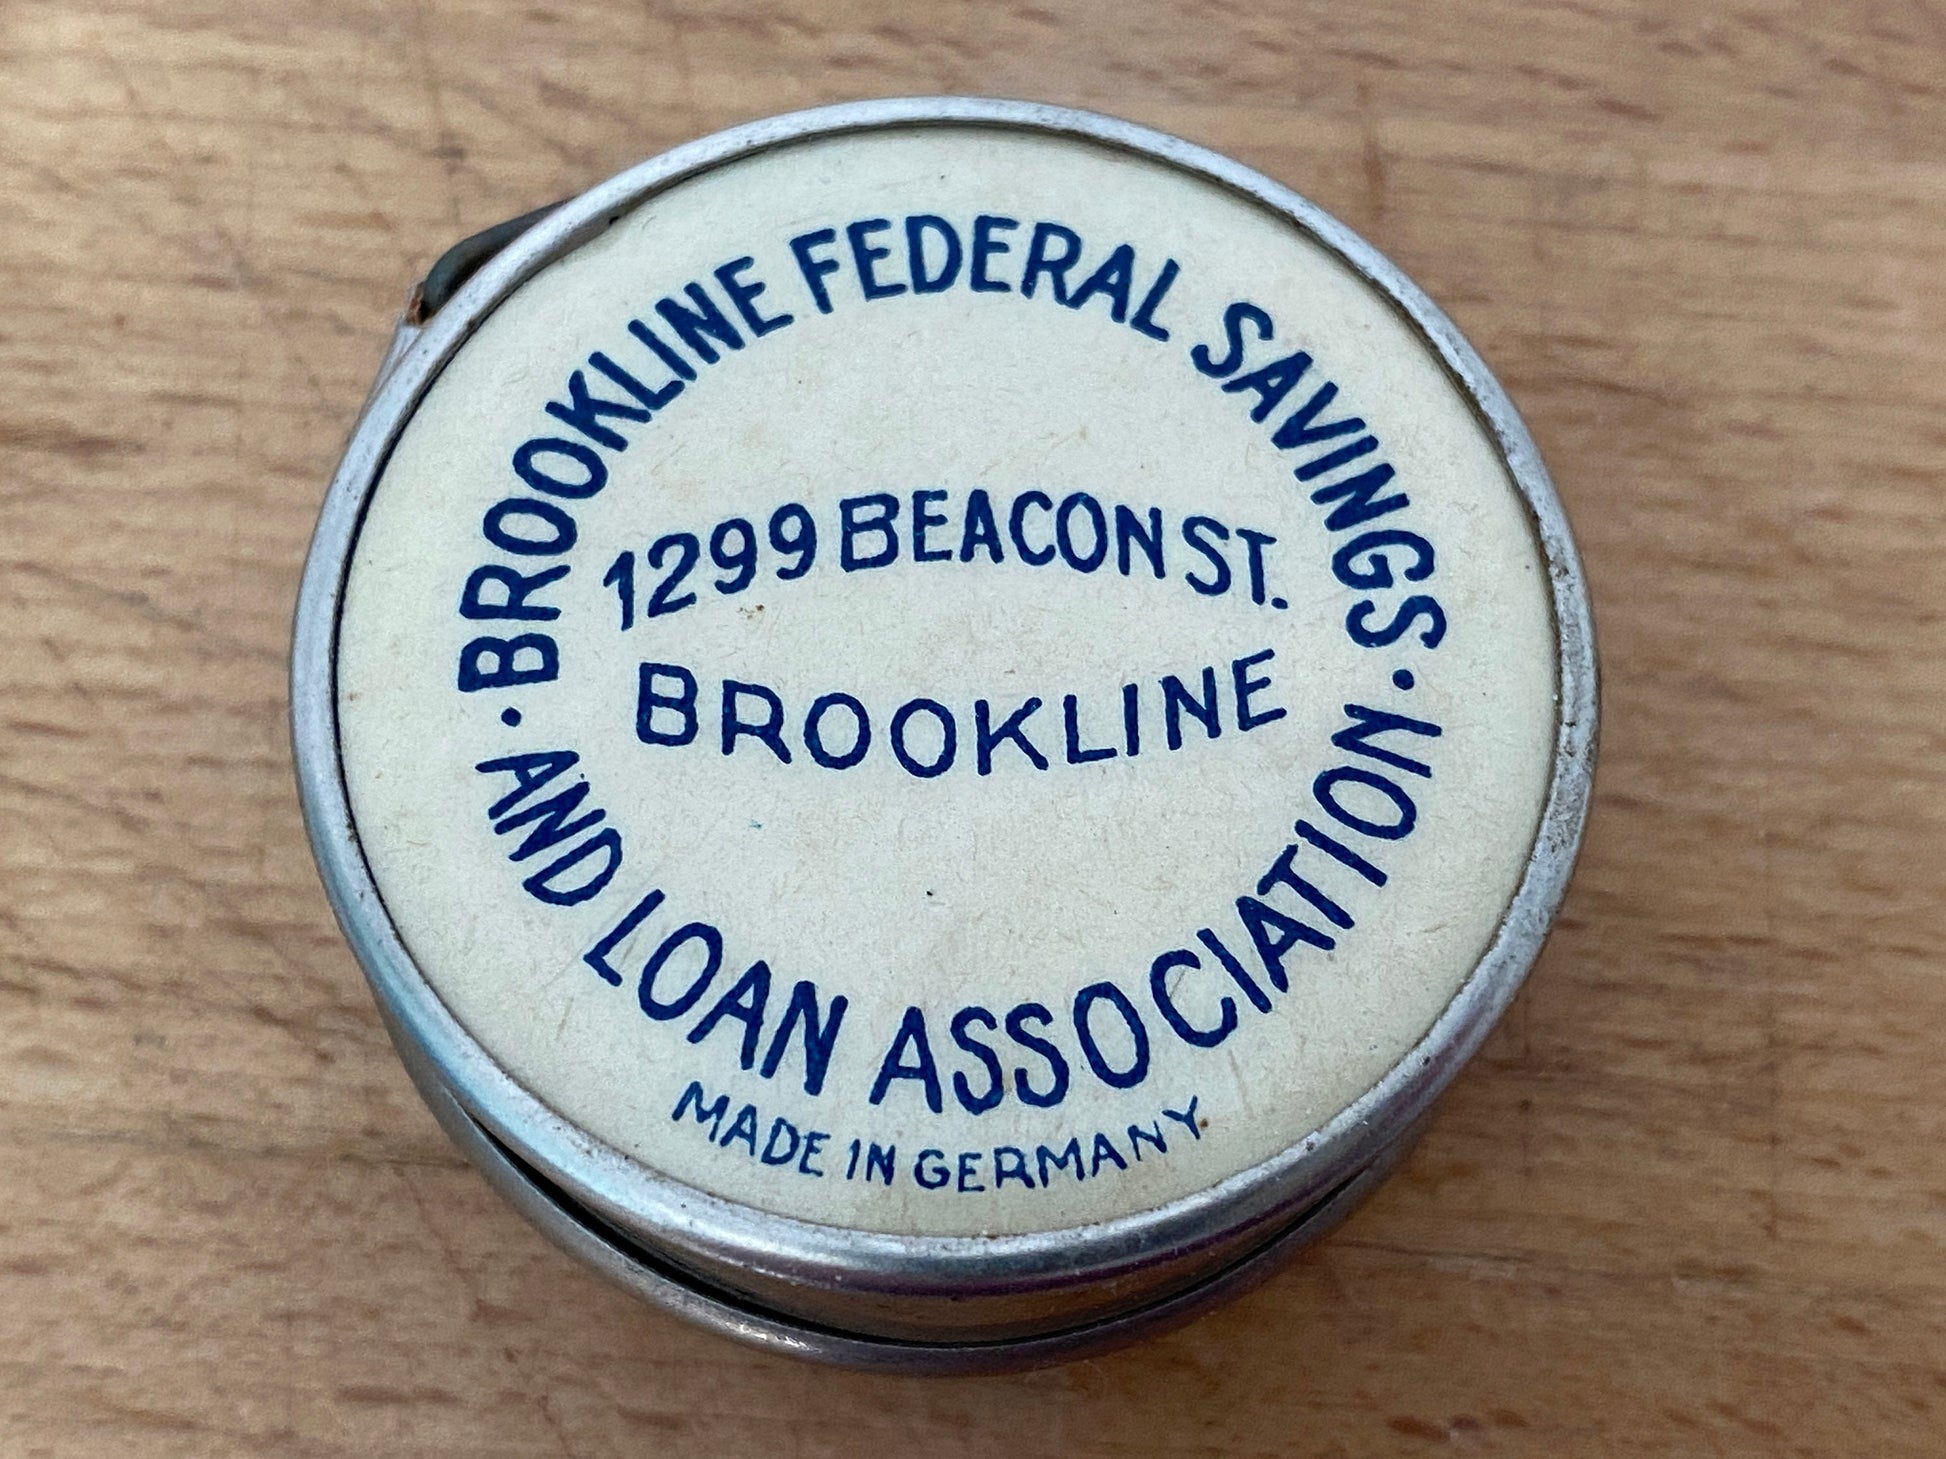 · BROOKLINE FEDERAL SAVINGS ·
AND LOAN ASSOCIATION
1299 BEACON ST.
BROOKLINE
MADE IN GERMANY